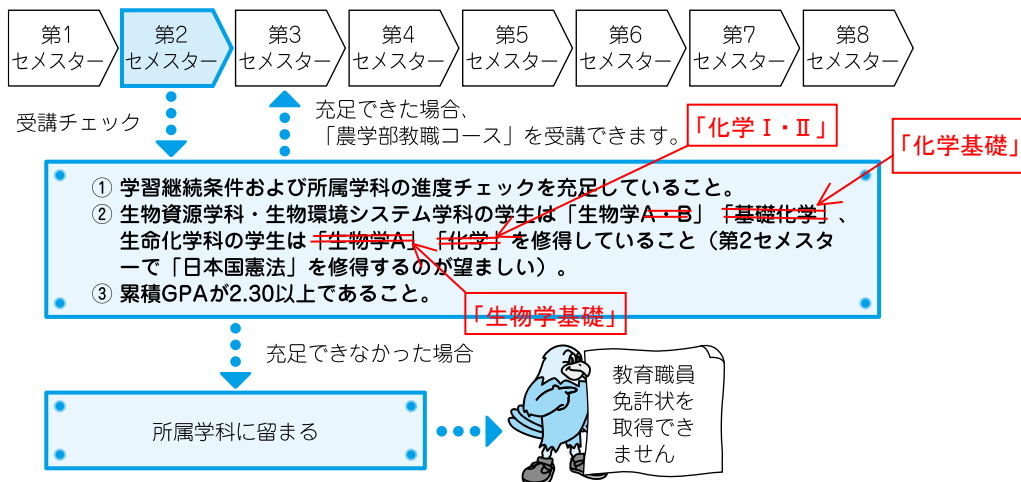 第1 セメスター
第2 セメスター
第3 セメスター
第4 セメスター
第5 セメスター
第6 セメスター
第7 セメスター
第8 セメスター
受講チェック
充足できた場合、
「農学部教職コース」を受講できます。
「化学Ⅰ・Ⅱ」
「化学基礎」
① 学習継続条件および所属学科の進度チェックを充足していること。
② 生物資源学科・生物環境システム学科の学生は「生物学A・B」「基礎化学」、
生命化学科の学生は「生物学A」「化学」を修得していること（第2セメスタ
ーで「日本国憲法」を修得するのが望ましい）。
③ 累積GPAが2.30以上であること。
「生物学基礎」
充足できなかった場合
所属学科に留まる
教育職員
免許状を
取得でき
ません